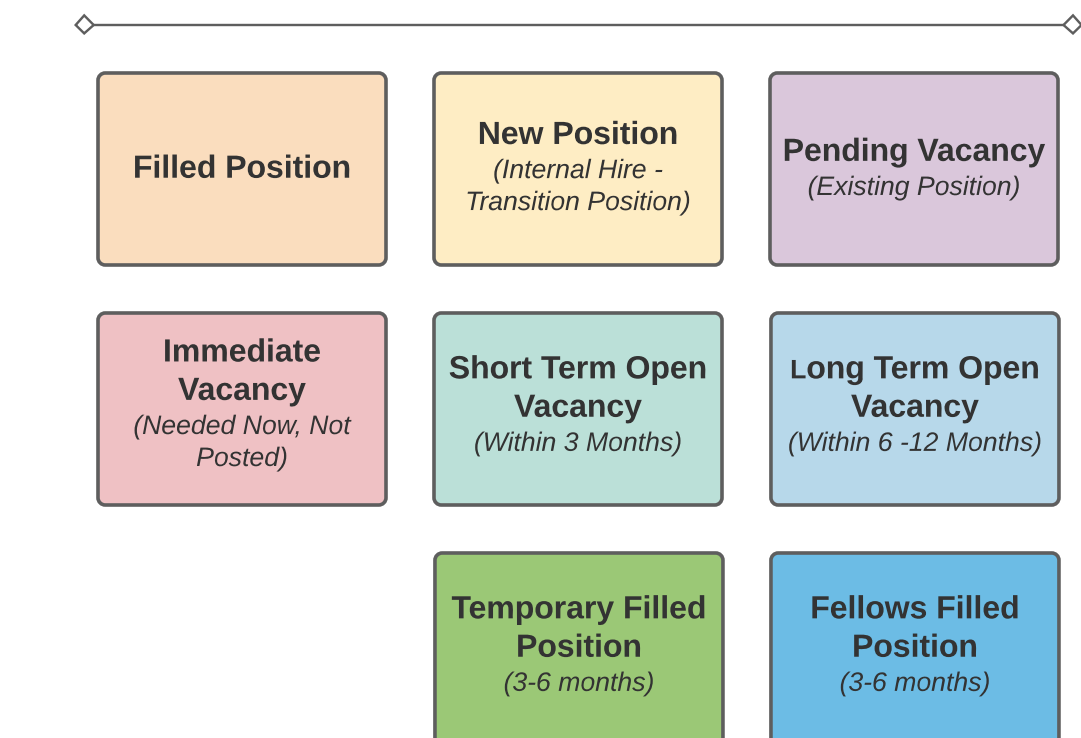 Filled Position
New Position
(Internal Hire -
Transition Position)
Pending Vacancy
(Existing Position)
Immediate
Vacancy
(Needed Now, Not
Posted)
Short Term Open
Vacancy
(Within 3 Months)
Long Term Open
Vacancy
(Within 6 -12 Months)
Temporary Filled
Position
(3-6 months)
Fellows Filled
Position
(3-6 months)